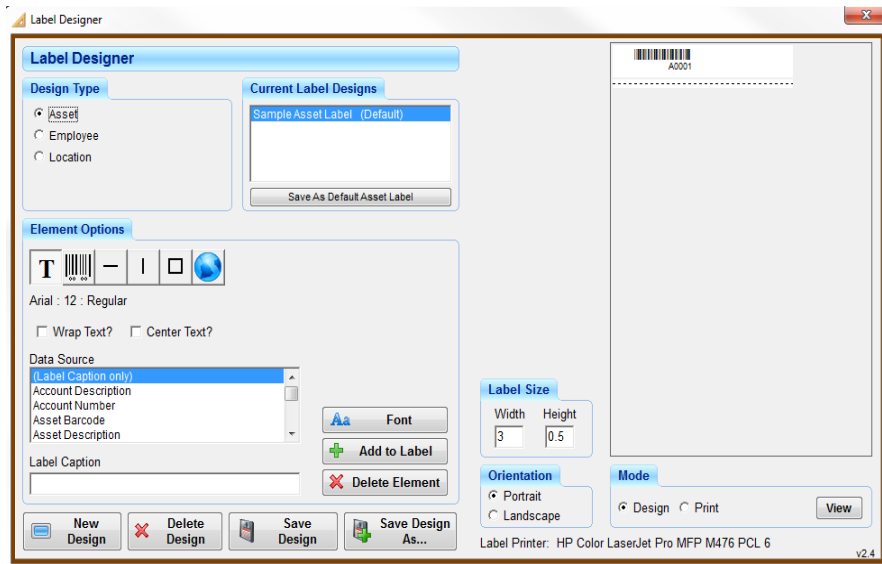 Label Designer
Label Designer
Design Type
Asset
Employee
Location
Current Label Designs
Sample Asset Label (Default)
Save As Default Asset Label
A0001
Element Options
T
Arial : 12 : Regular
Wrap Text?
Center Text?
Data Source
(Label Caption only)
Account Description
Account Number
Asset Barcode
Asset Description
Label Caption
Aa Font
Add to Label
Delete Element
New Design
Delete Design
Save Design
Save Design As...
Label Size
Width Height
3 0.5
Orientation
Portrait
Landscape
Mode
Design Print
View
Label Printer: HP Color LaserJet Pro MFP M476 PCL 6
v2.4